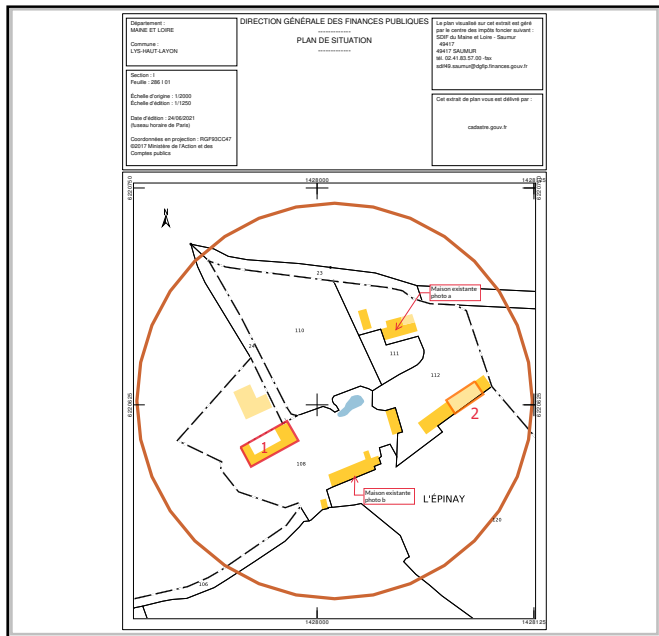 Département :
MAINE ET LOIRE
Commune :
LYS-HAUT-LAYON
Section : I
Feuille : 286 I 01
Échelle d'origine : 1/2000
Échelle d'édition : 1/1250
Date d'édition : 24/06/2021
(fuseau horaire de Paris)
Coordonnées en projection : RGF93CC47
©2017 Ministère de l'Action et des
Comptes publics
DIRECTION GÉNÉRALE DES FINANCES PUBLIQUES
-------------
PLAN DE SITUATION
-------------
Le plan visualisé sur cet extrait est géré
par le centre des impôts foncier suivant :
SDIF du Maine et Loire - Saumur
49417
49417 SAUMUR
tél. 02.41.83.57.00 -fax
sdif49.saumur@dgfip.finances.gouv.fr
Cet extrait de plan vous est délivré par :
cadastre.gouv.fr
1428000
1428125
6220750
6220750
N
23
Maison existante
photo a
110
24
111
112
6220625
6220625
2
1
108
Maison existante
photo b
L'ÉPINAY
120
106
1428000
1428125